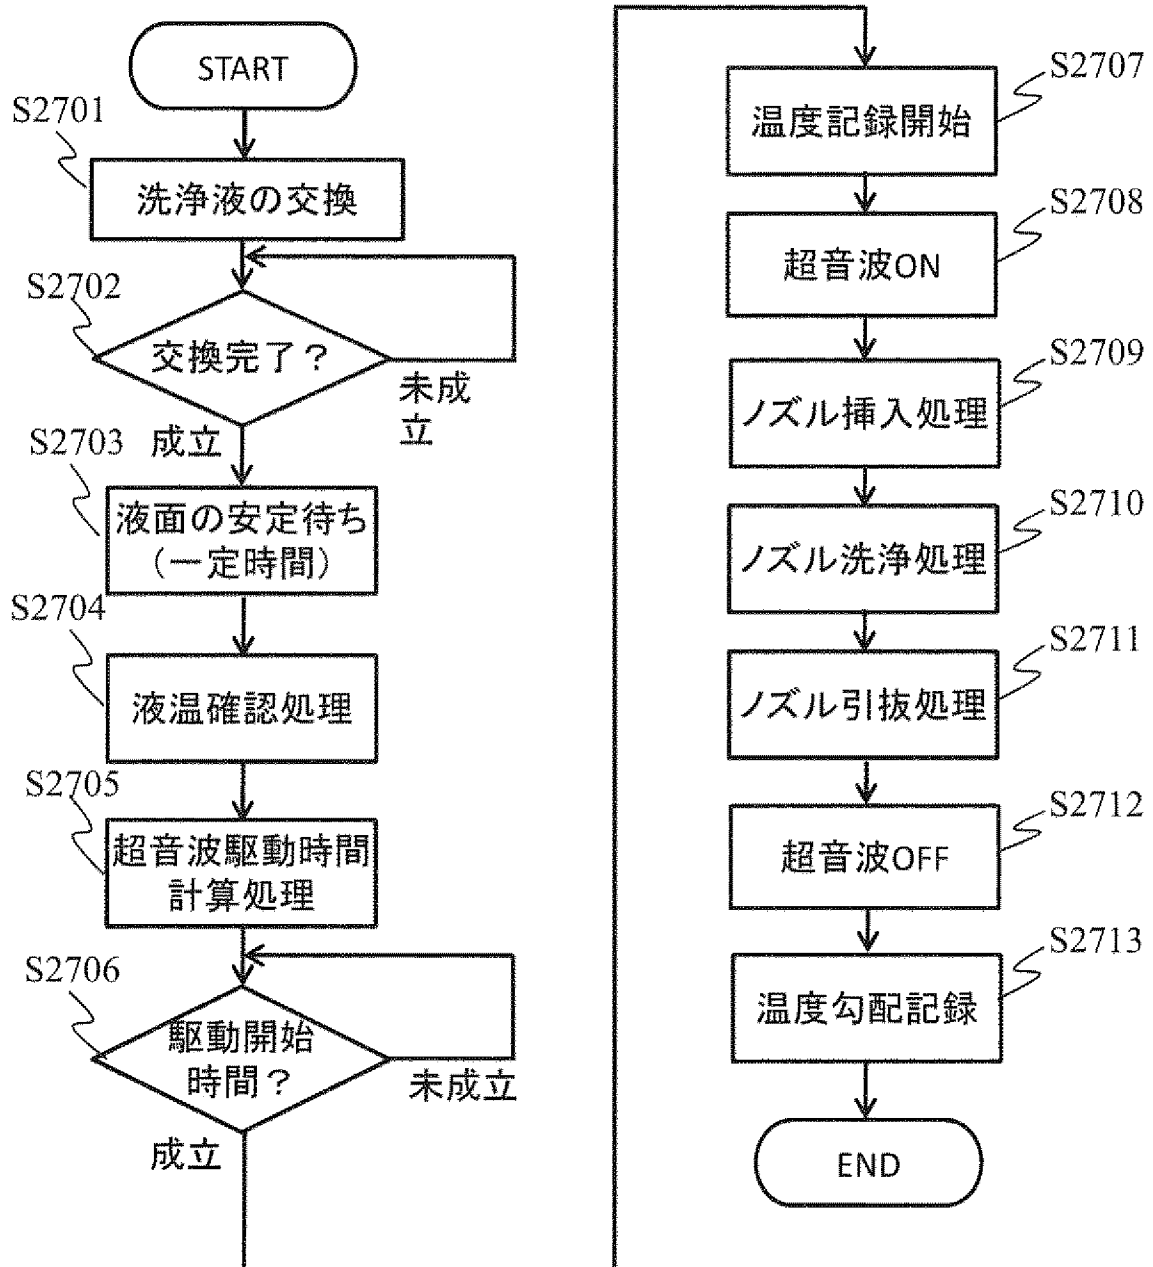 START
S2701
洗浄液の交換
S2702
交換完了？
未成
立
成立
S2703
液面の安定待ち
（一定時間）
S2704
液温確認処理
S2705
超音波駆動時間
計算処理
S2706
駆動開始
時間？
未成立
成立
S2707
温度記録開始
S2708
超音波ON
S2709
ノズル挿入処理
S2710
ノズル洗浄処理
S2711
ノズル引抜処理
S2712
超音波OFF
S2713
温度勾配記録
END